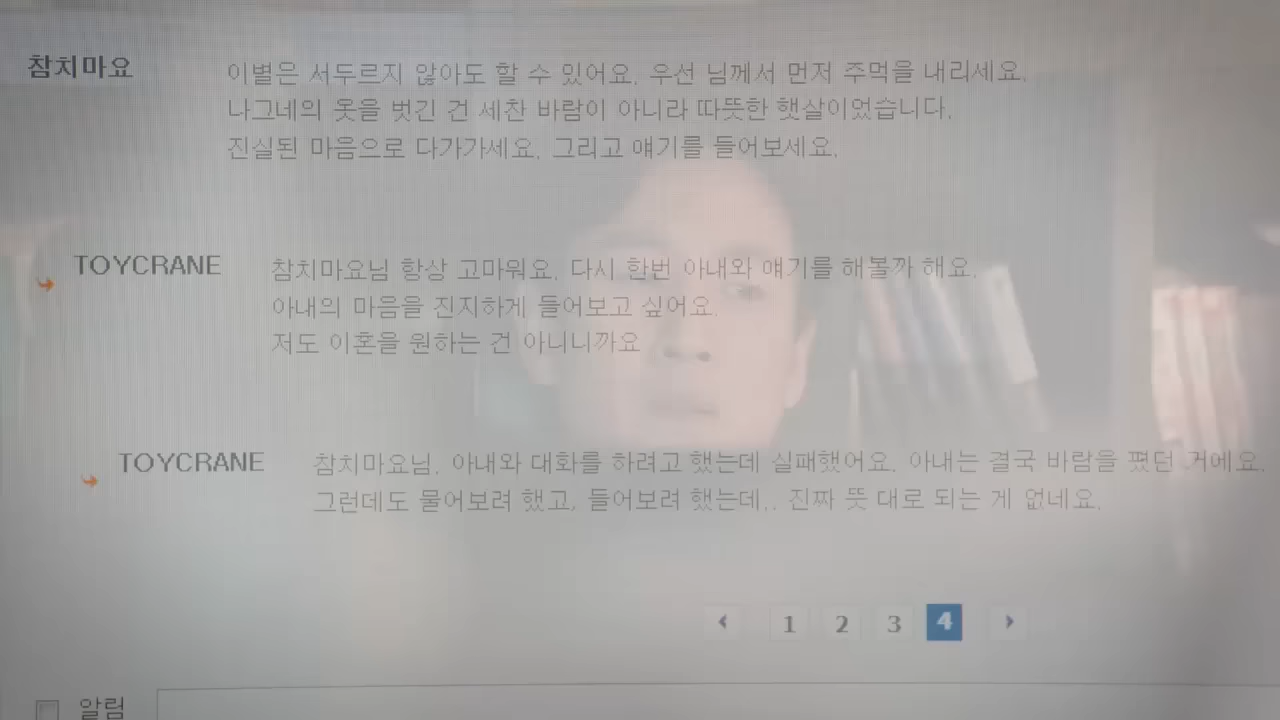 참치마요
이별은 서두르지 않아도 할 수 있어요. 우선 님께서 먼저 주먹을 내리세요.
나그네의 옷을 벗긴 건 세찬 바람이 아니라 따뜻한 햇살이었습니다.
진실된 마음으로 다가가세요. 그리고 얘기를 들어보세요.
TOYCRANE
참치마요님 항상 고마워요. 다시 한번 아내와 얘기를 해볼까 해요.
아내의 마음을 진지하게 들어보고 싶어요.
저도 이혼을 원하는 건 아니니까요
TOYCRANE
참치마요님. 아내와 대화를 하려고 했는데 실패했어요. 아내는 결국 바람을 폈던 거예요.
그런데도 물어보려 했고, 들어보려 했는데.. 진짜 뜻 대로 되는 게 없네요.
1 2 3 4
알림